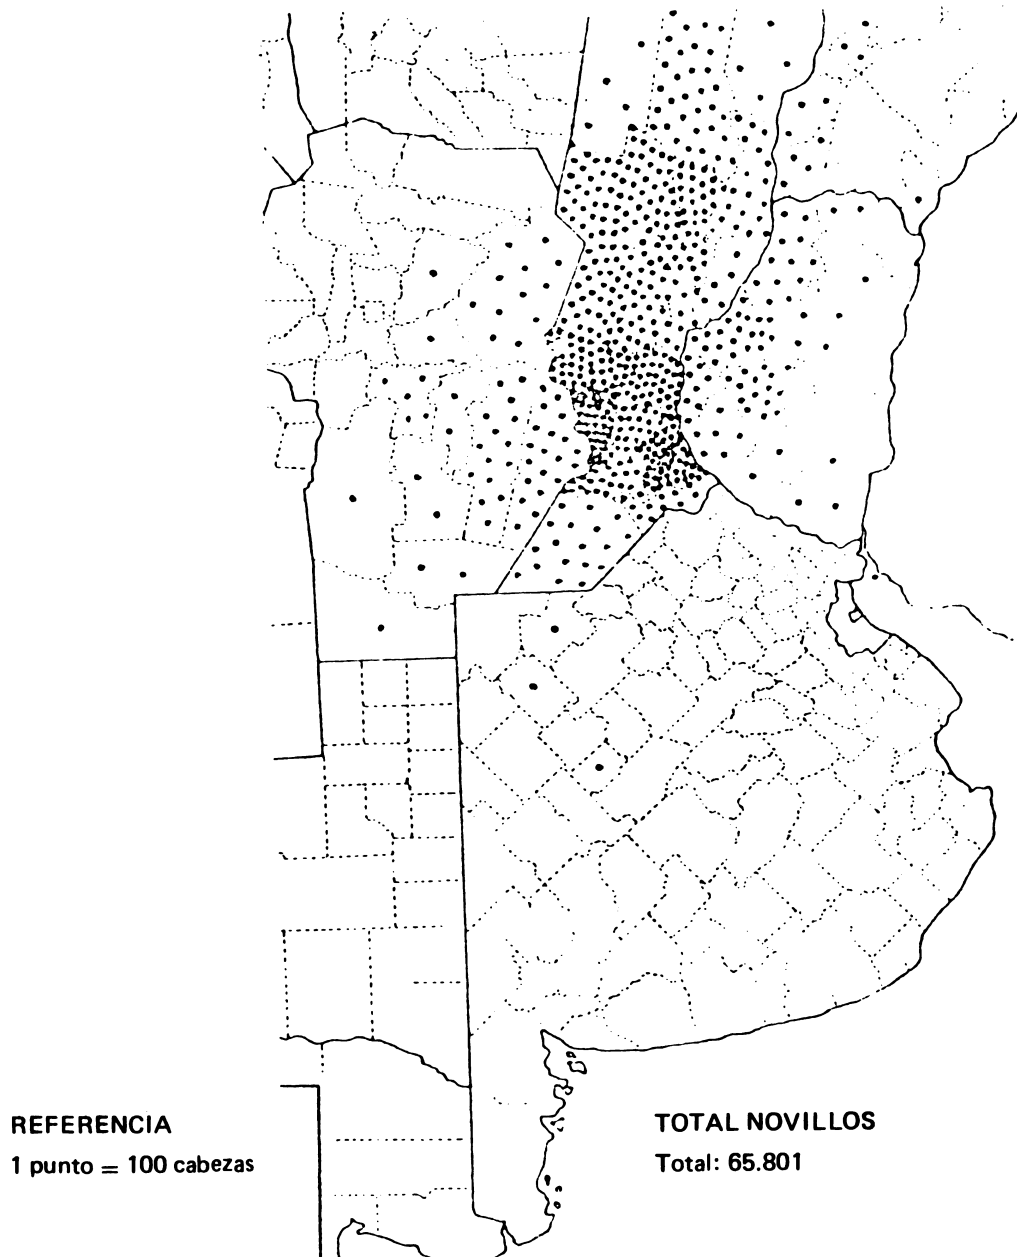 REFERENCIA
1 punto = 100 cabezas
TOTAL NOVILLOS
Total: 65.801